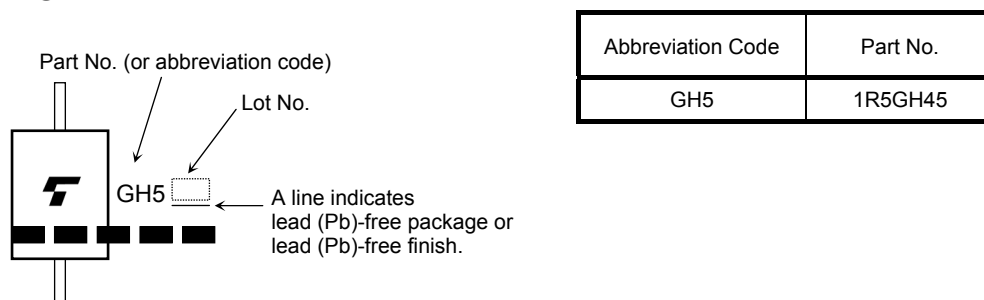 Part No. (or abbreviation code)
Lot No.
GH5
A line indicates
lead (Pb)-free package or
lead (Pb)-free finish.
Abbreviation Code Part No.
GH5 1R5GH45